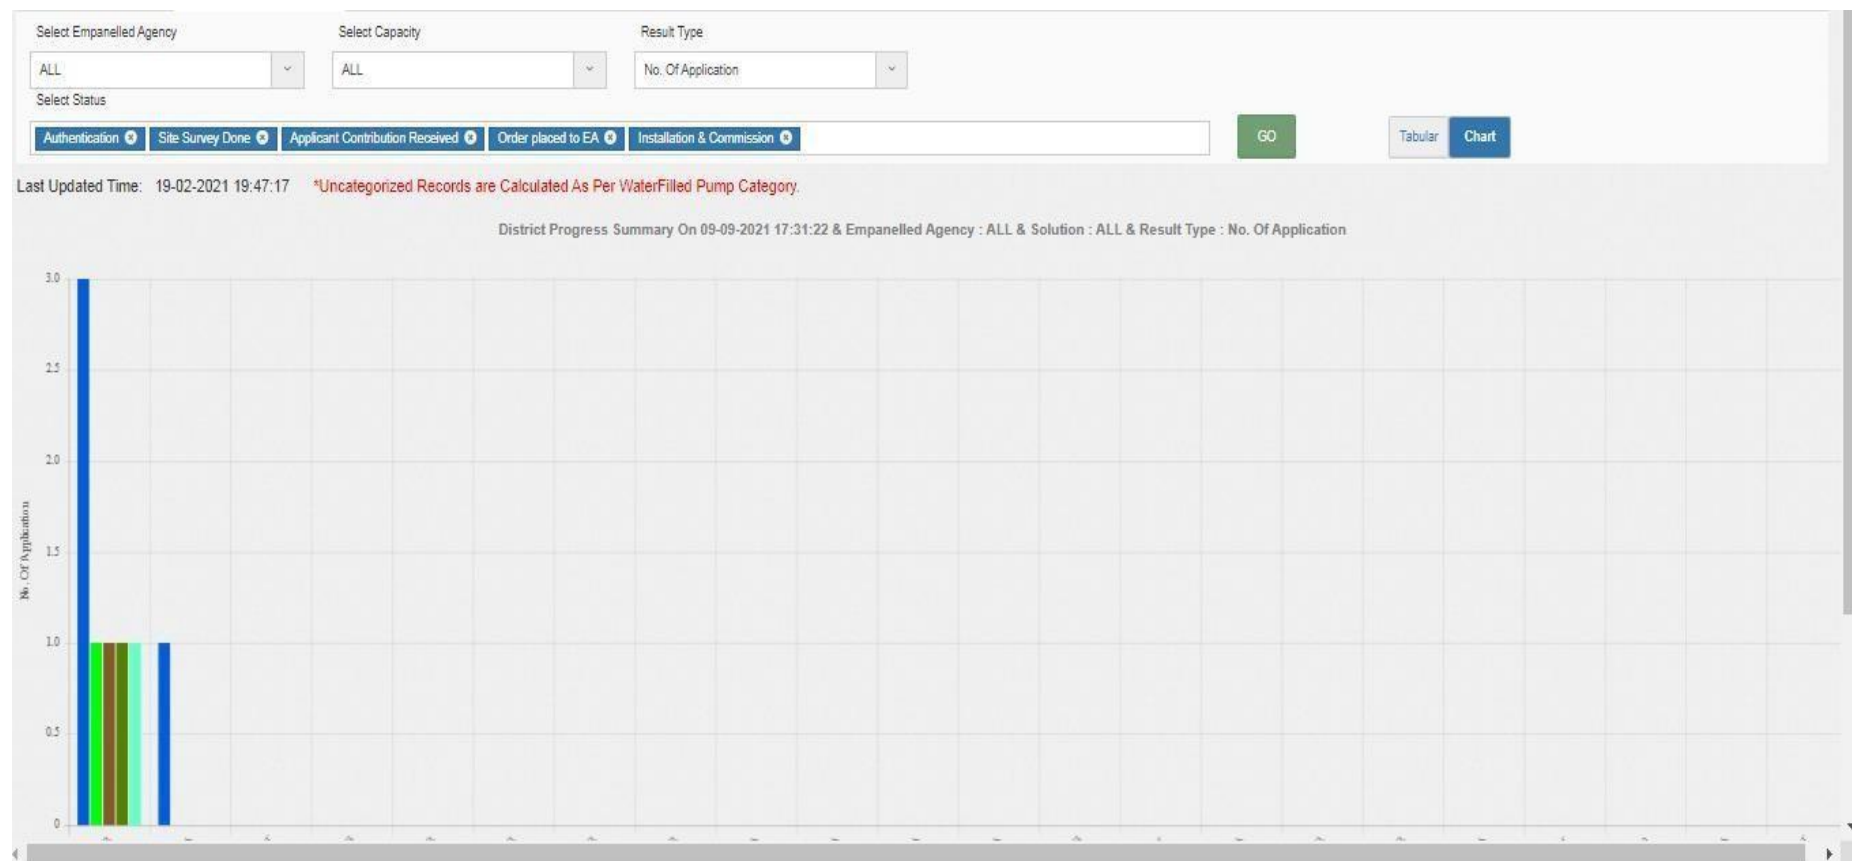 Select Empanelled Agency Select Capacity Result Type
ALL ALL No. Of Application
Select Status
Authentication Site Survey Done Applicant Contribution Received Order placed to EA Installation & Commission GO Tabular Chart
Last Updated Time: 19-02-2021 19:47:17 *Uncategorized Records are Calculated As Per WaterFilled Pump Category.
District Progress Summary On 09-09-2021 17:31:22 & Empanelled Agency : ALL & Solution : ALL & Result Type : No. Of Application
3.0
2.5
2.0
No. Of Application
1.5
1.0
0.5
0